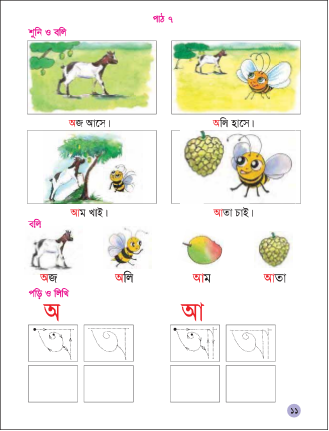 পাঠ ৭
শুনি ও বলি
অজ আসে।
অলি হাসে।
আম খাই।
আতা চাই।
বলি
অজ
অলি
আম
আতা
পড়ি ও লিখি
অ
আ
১১